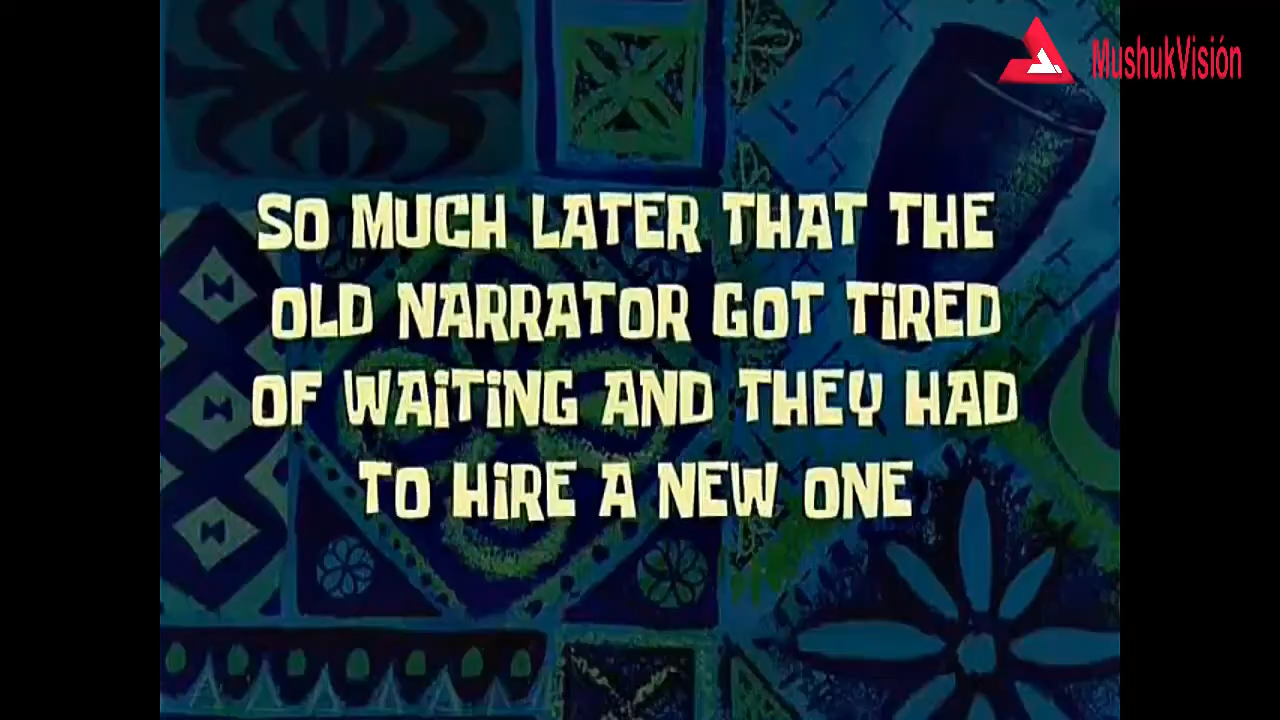 MushukVisión
SO MUCH LATER THAT THE
OLD NARRATOR GOT TiRED
OF WAiTiNG AND THEY HAD
TO HiRE A NEW ONE